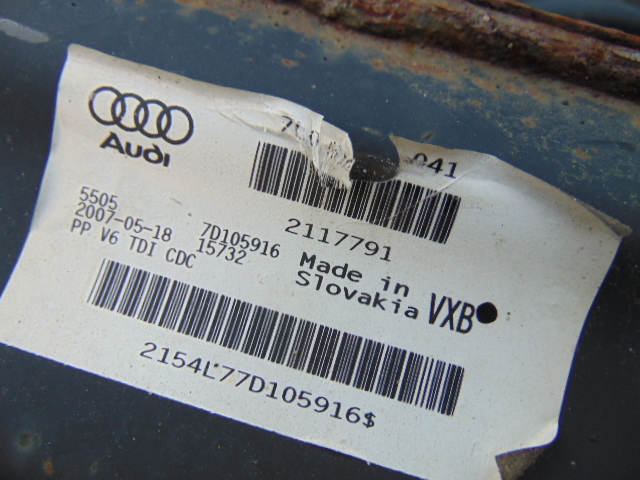 Audi
041
2117791
5505
2007-05-18 7D105916
PP V6 TDI CDC 15732
Made in
Slovakia VXB
2154L77D105916$